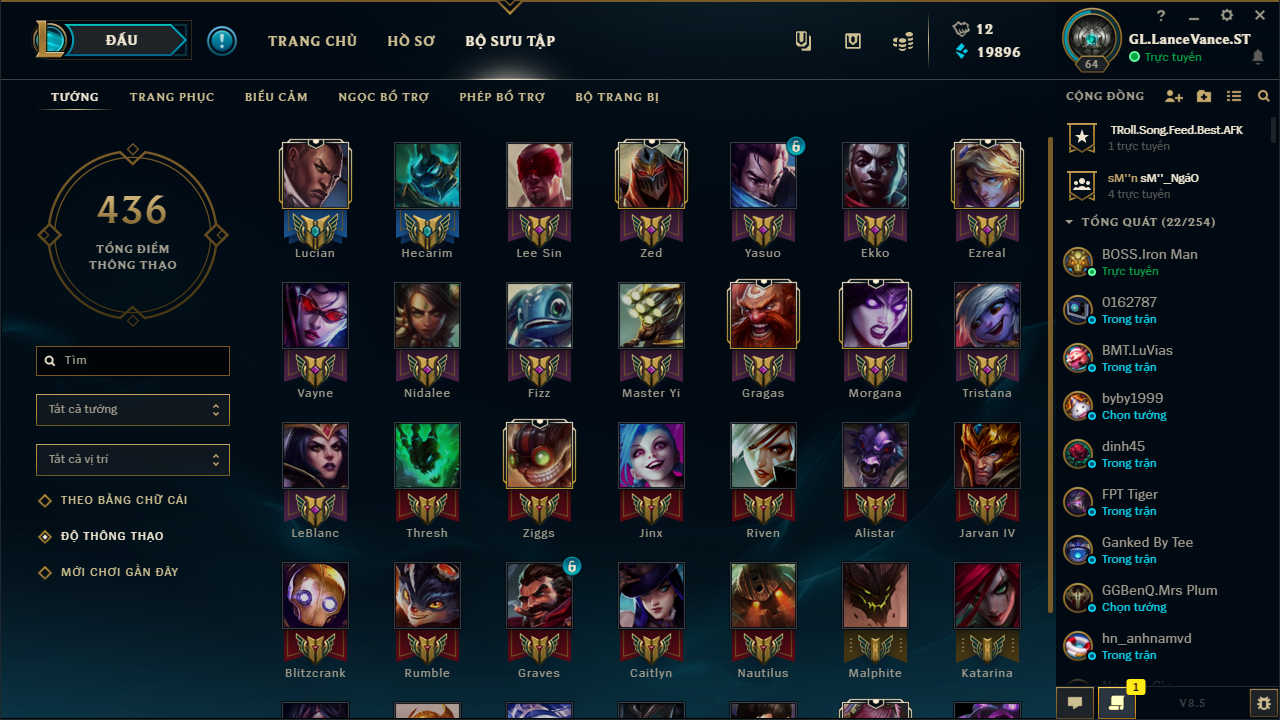 ĐẤU
TRANG CHỦ
HỒ SƠ
BỘ SƯU TẬP
12
19896
64
GL.LanceVance.ST
Trực tuyến
TƯỚNG
TRANG PHỤC
BIỂU CẢM
NGỌC BỔ TRỢ
PHÉP BỔ TRỢ
BỘ TRANG BỊ
436
TỔNG ĐIỂM
THÔNG THẠO
Tìm
Tất cả tướng
Tất cả vị trí
THEO BẢNG CHỮ CÁI
ĐỘ THÔNG THẠO
MỚI CHƠI GẦN ĐÂY
6
Lucian
Hecarim
Lee Sin
Zed
Yasuo
Ekko
Ezreal
Vayne
Nidalee
Fizz
Master Yi
Gragas
Morgana
Tristana
LeBlanc
Thresh
Ziggs
Jinx
Riven
Alistar
Jarvan IV
6
Blitzcrank
Rumble
Graves
Caitlyn
Nautilus
Malphite
Katarina
CỘNG ĐỒNG
TRoll.Song.Feed.Best.AFK
1 trực tuyến
sM''n sM''_NgáO
4 trực tuyến
TỔNG QUÁT (22/254)
BOSS.Iron Man
Trực tuyến
0162787
Trong trận
BMT.LuVias
Trong trận
byby1999
Chọn tướng
dinh45
Trong trận
FPT Tiger
Trong trận
Ganked By Tee
Trong trận
GGBenQ.Mrs Plum
Chọn tướng
hn_anhnamvd
Trong trận
1
V8.5